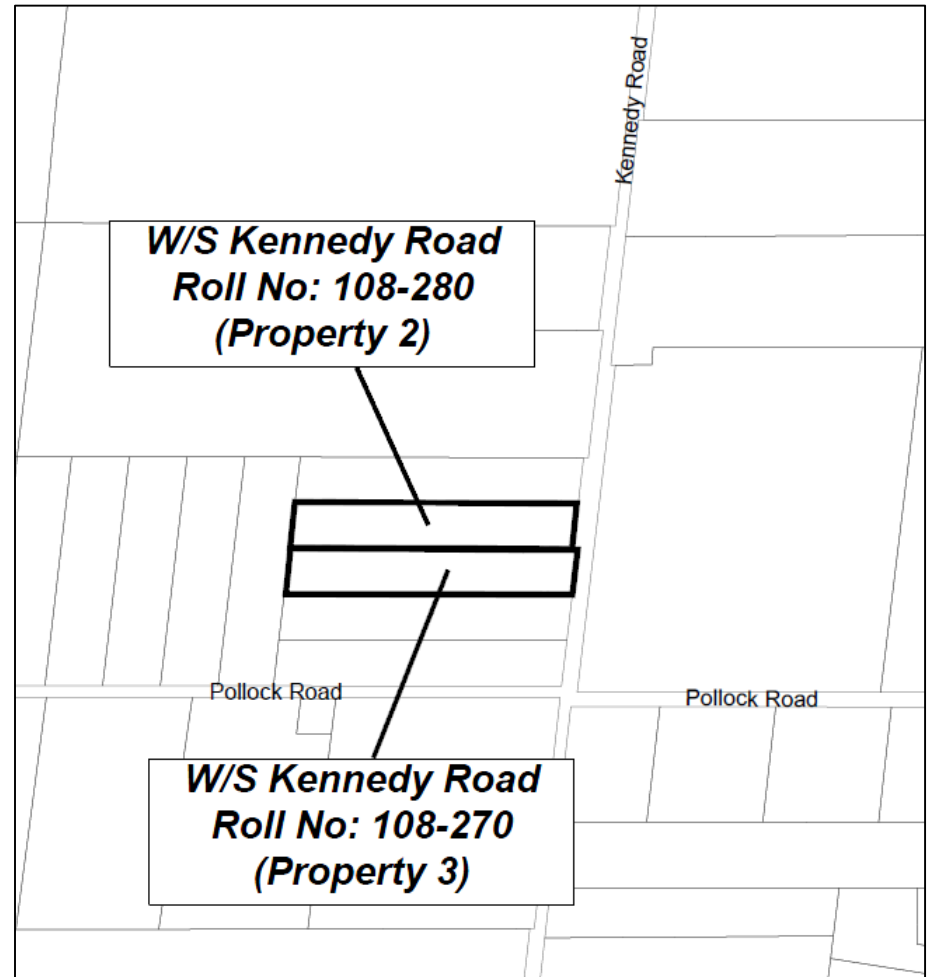 Kennedy Road
W/S Kennedy Road
Roll No: 108-280
(Property 2)
Pollock Road
Pollock Road
W/S Kennedy Road
Roll No: 108-270
(Property 3)